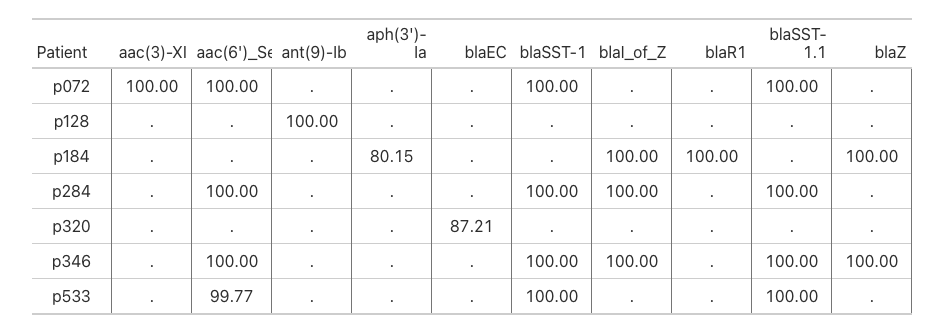 Patient aac(3)-XI aac(6')_Se ant(9)-Ib aph(3')-Ia blaEC blaSST-1 blaI_of_Z blaR1 blaSST-1.1 blaZ
p072 100.00 100.00 . . . 100.00 . . 100.00 .
p128 . . 100.00 . . . . . . .
p184 . . . 80.15 . . 100.00 100.00 . 100.00
p284 . 100.00 . . . 100.00 100.00 . 100.00 .
p320 . . . . 87.21 . . . . .
p346 . 100.00 . . . 100.00 100.00 . 100.00 100.00
p533 . 99.77 . . . 100.00 . . 100.00 .